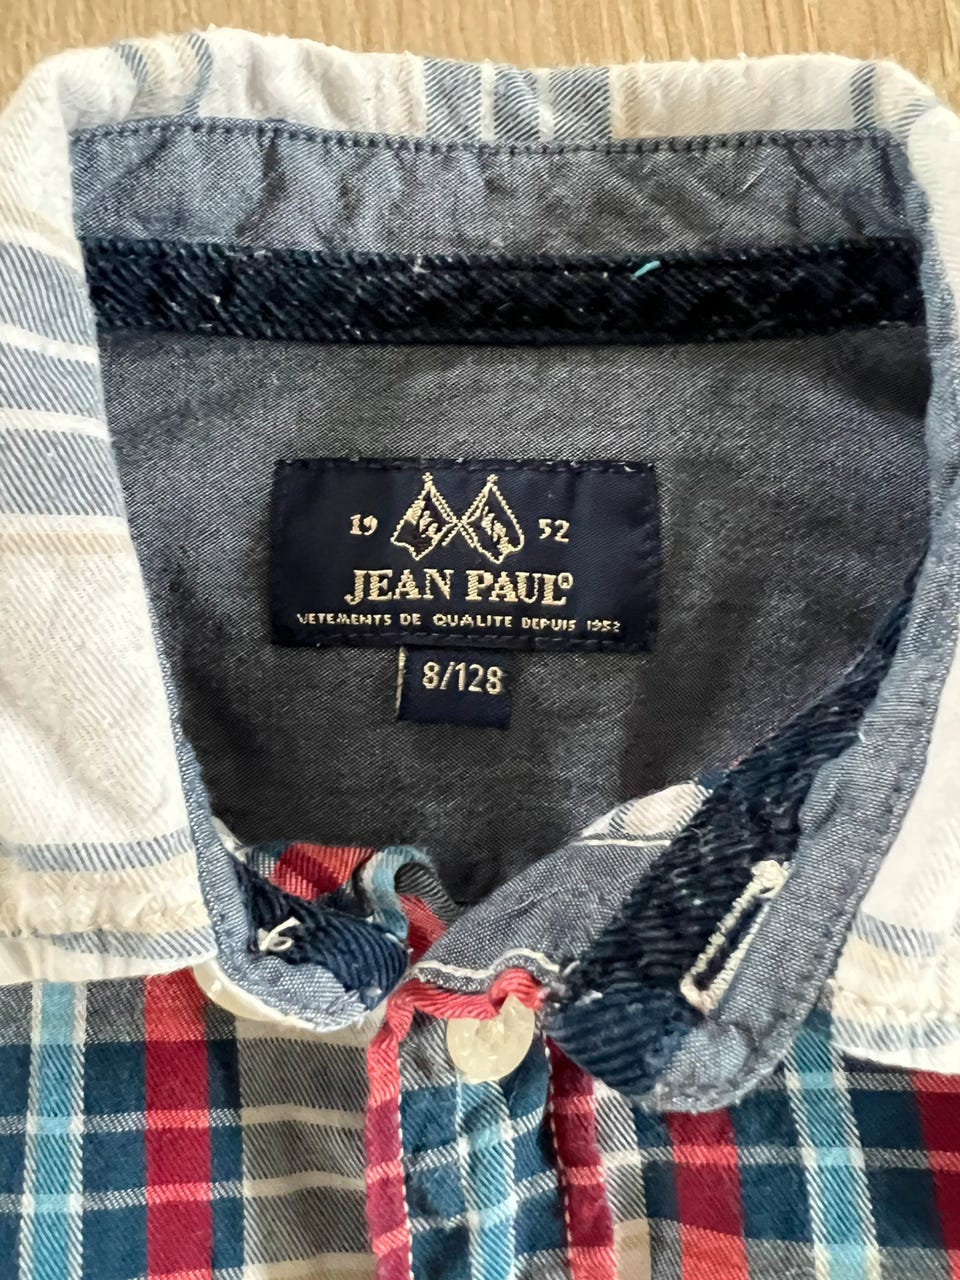 19 52
JEAN PAUL®
VETEMENTS DE QUALITE DEPUIS 1952
8/128